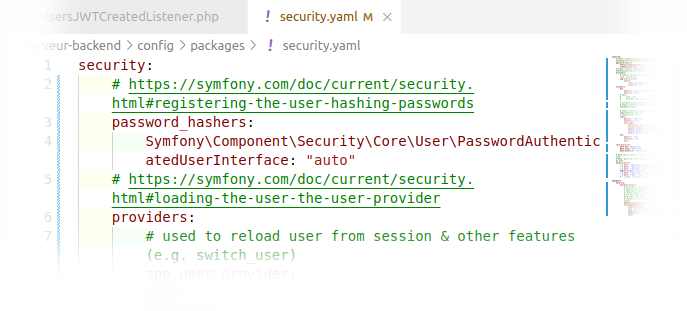 UsersJWTCreatedListener.php
! security.yaml M ×
serveur-backend > config > packages > ! security.yaml
1 security:
2 # https://symfony.com/doc/current/security.
html#registering-the-user-hashing-passwords
3 password_hashers:
4 Symfony\Component\Security\Core\User\PasswordAuthentic
atedUserInterface: "auto"
5 # https://symfony.com/doc/current/security.
html#loading-the-user-the-user-provider
6 providers:
7 # used to reload user from session & other features
(e.g. switch_user)
app_user_provider: